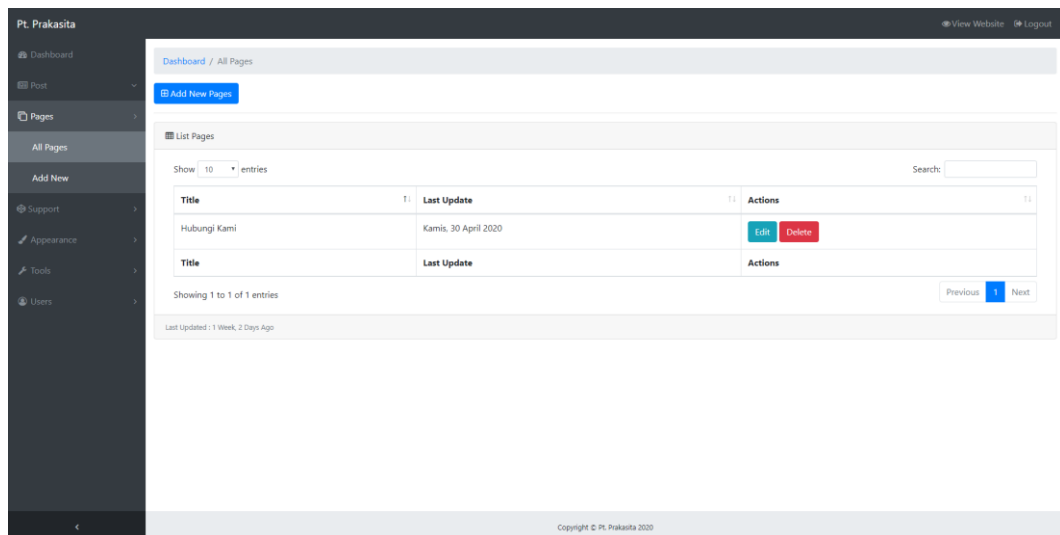 Pt. Prakasita
View Website Logout
Dashboard
Post
Pages
All Pages
Add New
Support
Appearance
Tools
Users
Dashboard / All Pages
Add New Pages
List Pages
Show 10 entries Search:
Title Last Update Actions
Hubungi Kami Kamis, 30 April 2020 Edit Delete
Title Last Update Actions
Showing 1 to 1 of 1 entries Previous 1 Next
Last Updated : 1 Week, 2 Days Ago
Copyright © Pt. Prakasita 2020